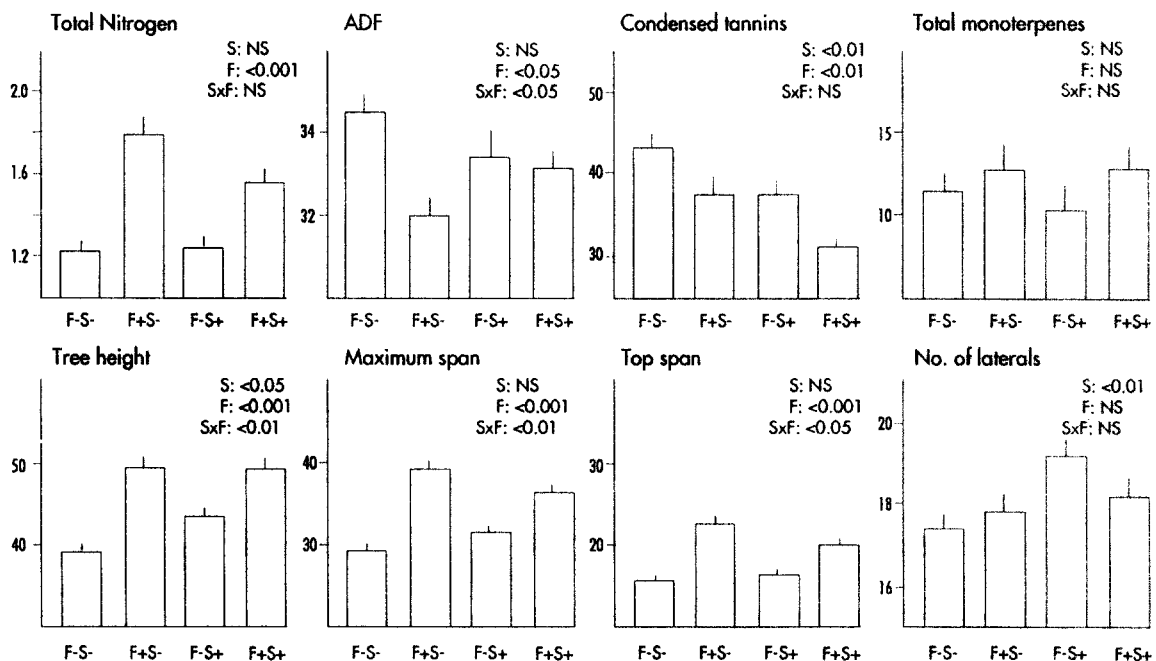 Total Nitrogen
S: NS
F: <0.001
SxF: NS
2.0
1.6
1.2
F-S- F+S- F-S+ F+S+
ADF
S: NS
F: <0.05
SxF: <0.05
34
32
F-S- F+S- F-S+ F+S+
Condensed tannins
S: <0.01
F: <0.01
SxF: NS
50
40
30
F-S- F+S- F-S+ F+S+
Total monoterpenes
S: NS
F: NS
SxF: NS
15
10
F-S- F+S- F-S+ F+S+
Tree height
S: <0.05
F: <0.001
SxF: <0.01
50
40
F-S- F+S- F-S+ F+S+
Maximum span
S: NS
F: <0.001
SxF: <0.01
40
30
F-S- F+S- F-S+ F+S+
Top span
S: NS
F: <0.001
SxF: <0.05
30
20
F-S- F+S- F-S+ F+S+
No. of laterals
S: <0.01
F: NS
SxF: NS
20
18
16
F-S- F+S- F-S+ F+S+